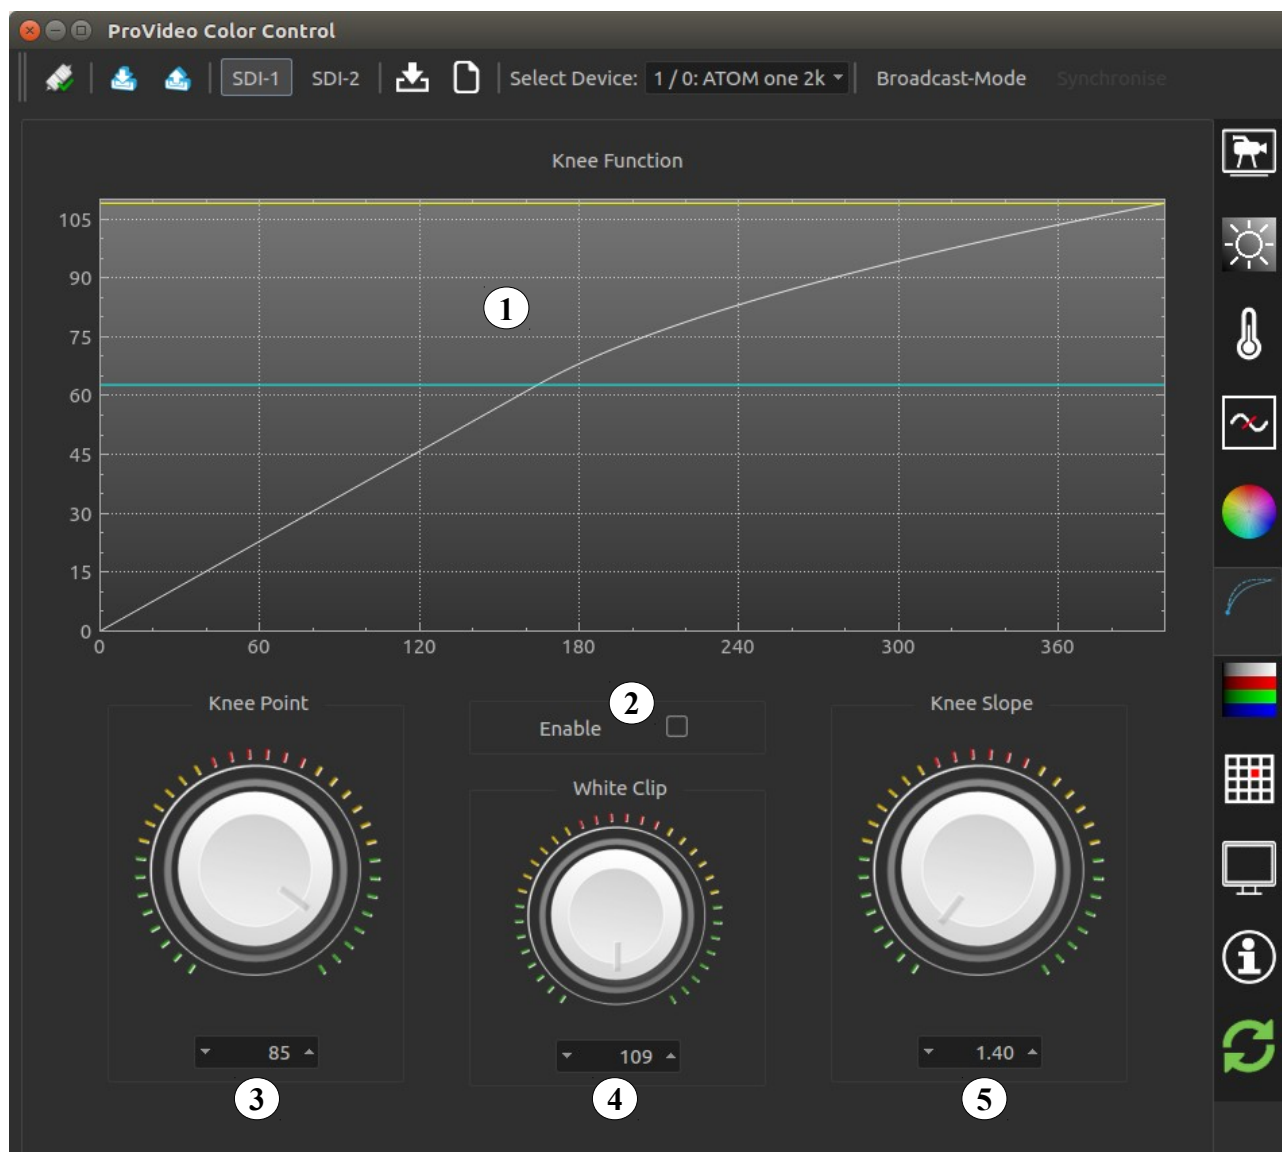 ProVideo Color Control
SDI-1 SDI-2 Select Device: 1 / 0: ATOM one 2k Broadcast-Mode Synchronise
Knee Function
105
90
75
60
45
30
15
0
0 60 120 180 240 300 360
1
Knee Point
2
Enable
Knee Slope
White Clip
85
109
1.40
3
4
5